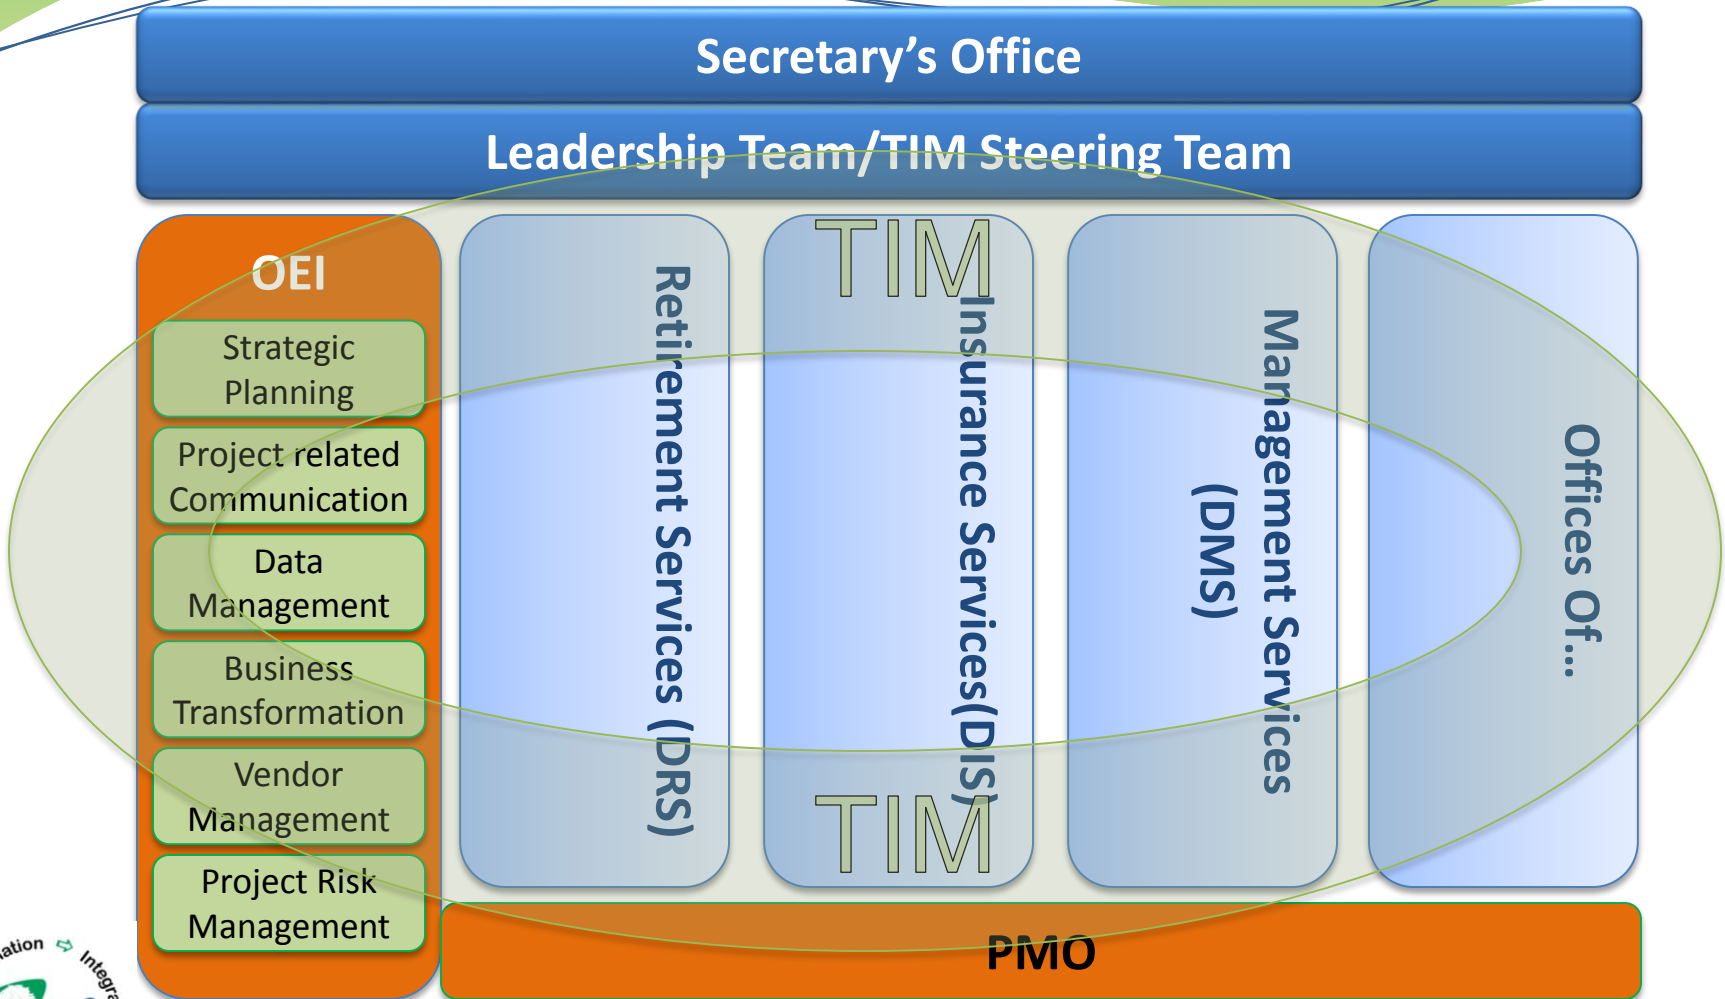 Secretary’s Office
Leadership Team/TIM Steering Team
OEI
Strategic
Planning
Project related
Communication
Data
Management
Business
Transformation
Vendor
Management
Project Risk
Management
Retirement Services (DRS)
TIM
Insurance Services(DIS)
TIM
Management Services
(DMS)
Offices Of...
PMO